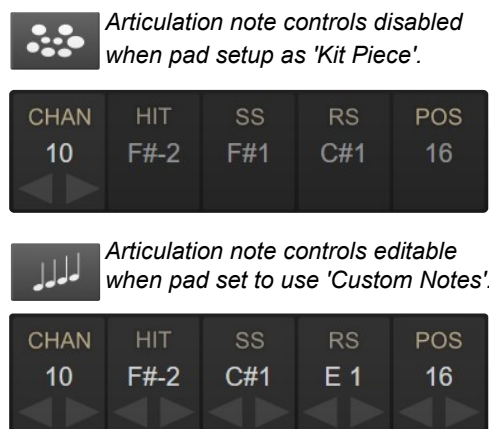 Articulation note controls disabled
when pad setup as 'Kit Piece'.
CHAN HIT SS RS POS
10 F#-2 F#1 C#1 16
Articulation note controls editable
when pad set to use 'Custom Notes'.
CHAN HIT SS RS POS
10 F#-2 C#1 E 1 16